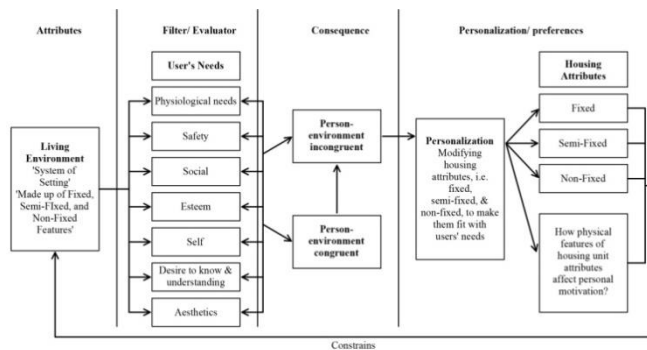 Attributes
Filter/ Evaluator
Consequence
Personalization/ preferences
User's Needs
Physiological needs
Safety
Social
Esteem
Self
Desire to know &
understanding
Aesthetics
Living
Environment
'System of
Setting'
'Made up of Fixed,
Semi-FIxed, and
Non-Fixed
Features'
Person-
environment
incongruent
Person-
environment
congruent
Personalization
Modifying
housing
attributes, i.e.
fixed,
semi-fixed, &
non-fixed, to make
them fit with
users' needs
Housing
Attributes
Fixed
Semi-Fixed
Non-Fixed
How physical
features of
housing unit
attributes
affect personal
motivation?
Constrains